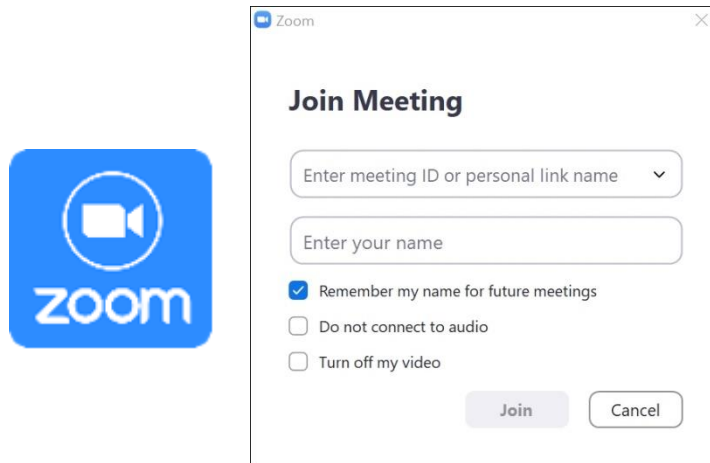 Zoom
Join Meeting
Enter meeting ID or personal link name
Enter your name
Remember my name for future meetings
Do not connect to audio
Turn off my video
Join Cancel
zoom